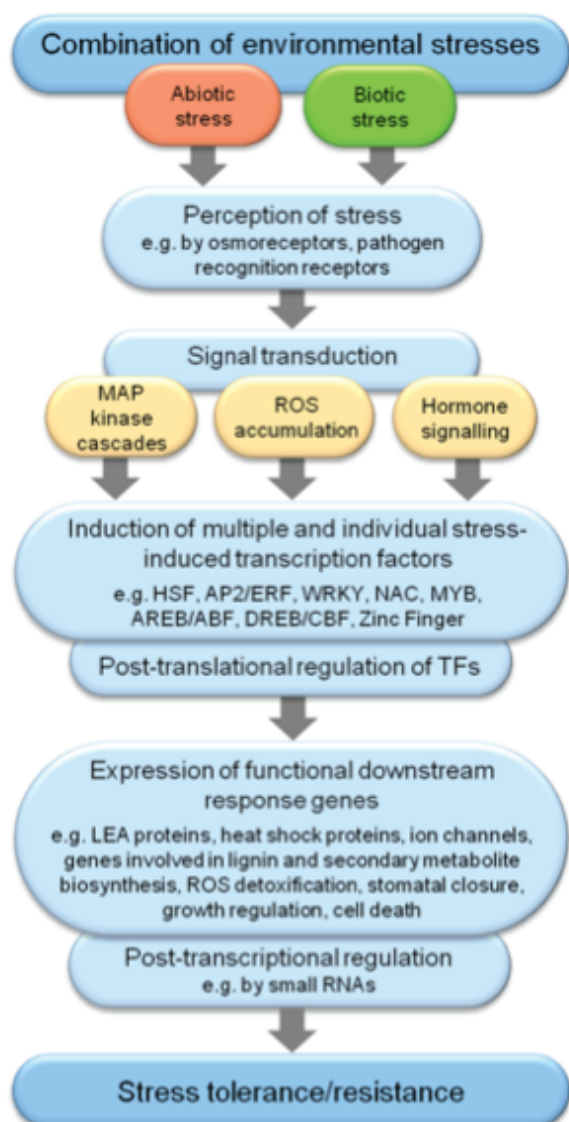 Combination of environmental stresses
Abiotic
stress
Biotic
stress
Perception of stress
e.g. by osmoreceptors, pathogen
recognition receptors
Signal transduction
MAP
kinase
cascades
ROS
accumulation
Hormone
signalling
Induction of multiple and individual stress-
induced transcription factors
e.g. HSF, AP2/ERF, WRKY, NAC, MYB,
AREB/ABF, DREB/CBF, Zinc Finger
Post-translational regulation of TFs
Expression of functional downstream
response genes
e.g. LEA proteins, heat shock proteins, ion channels,
genes involved in lignin and secondary metabolite
biosynthesis, ROS detoxification, stomatal closure,
growth regulation, cell death
Post-transcriptional regulation
e.g. by small RNAs
Stress tolerance/resistance